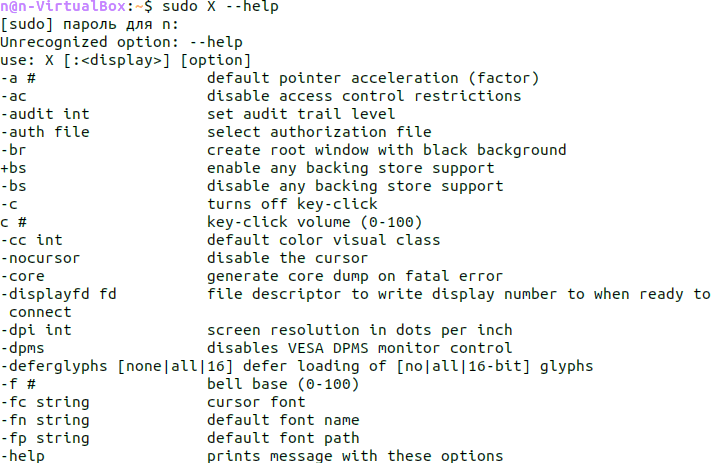 n@n-VirtualBox:~$ sudo X --help
[sudo] пароль для n:
Unrecognized option: --help
use: X [:<display>] [option]
-a # default pointer acceleration (factor)
-ac disable access control restrictions
-audit int set audit trail level
-auth file select authorization file
-br create root window with black background
+bs enable any backing store support
-bs disable any backing store support
-c turns off key-click
c # key-click volume (0-100)
-cc int default color visual class
-nocursor disable the cursor
-core generate core dump on fatal error
-displayfd fd file descriptor to write display number to when ready to
connect
-dpi int screen resolution in dots per inch
-dpms disables VESA DPMS monitor control
-deferglyphs [none|all|16] defer loading of [no|all|16-bit] glyphs
-f # bell base (0-100)
-fc string cursor font
-fn string default font name
-fp string default font path
-help prints message with these options